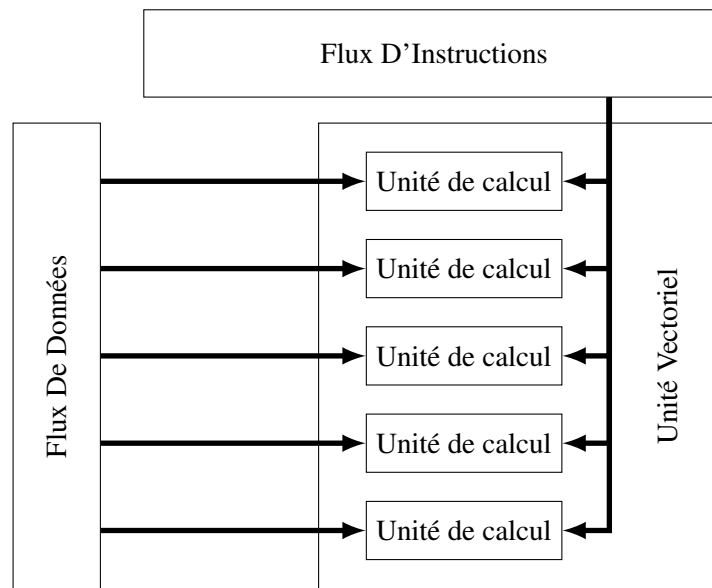 Flux D’Instructions
Flux De Données
Unité de calcul
Unité de calcul
Unité de calcul
Unité de calcul
Unité de calcul
Unité Vectoriel